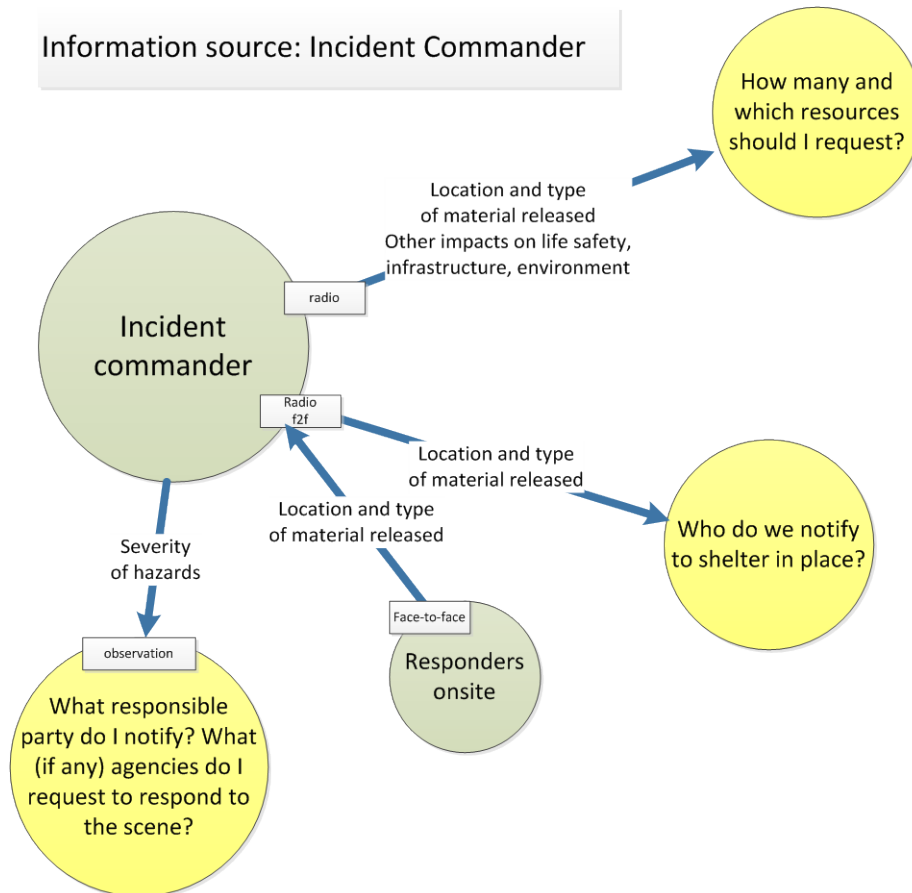 Information source: Incident Commander
How many and
which resources
should I request?
Location and type
of material released
Other impacts on life safety,
infrastructure, environment
radio
Incident
commander
Radio
f2f
Location and type
of material released
Location and type
of material released
Who do we notify
to shelter in place?
Severity
of hazards
Face-to-face
Responders
onsite
observation
What responsible
party do I notify? What
(if any) agencies do I
request to respond to
the scene?